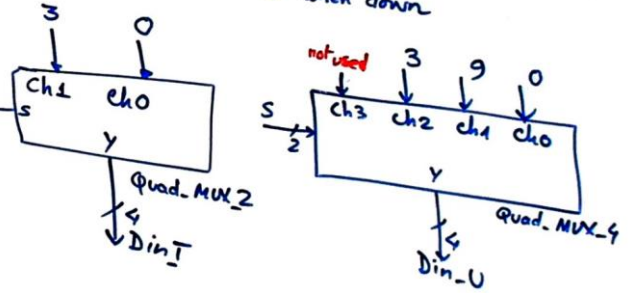 down
3 0
Ch1 Ch0
S
Y
Quad_MUX_2
4
Din_T
not used 3 9 0
S
2
Ch3 Ch2 Ch1 Ch0
Y
Quad_MUX_4
4
Din_U